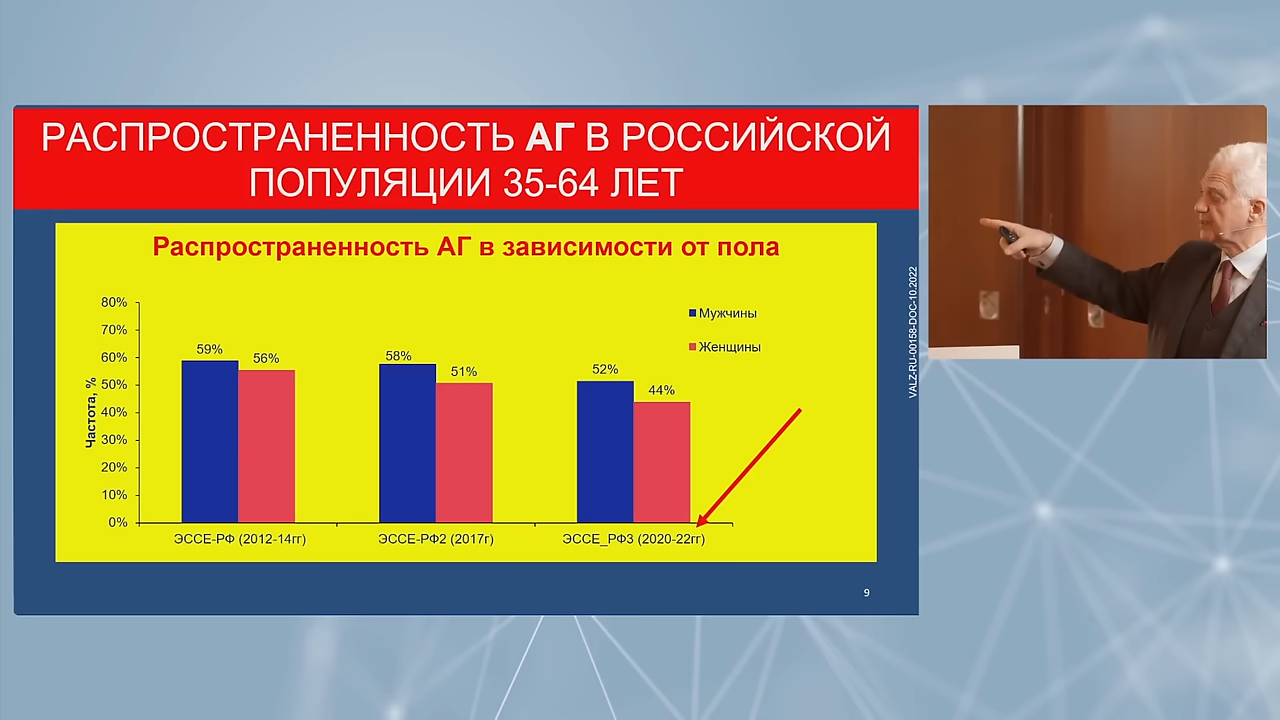 РАСПРОСТРАНЕННОСТЬ АГ В РОССИЙСКОЙ
ПОПУЛЯЦИИ 35-64 ЛЕТ
Распространенность АГ в зависимости от пола
Частота, %
80%
70%
60%
50%
40%
30%
20%
10%
0%
Мужчины
Женщины
59%
56%
58%
51%
52%
44%
ЭССЕ-РФ (2012-14гг)
ЭССЕ-РФ2 (2017г)
ЭССЕ_РФ3 (2020-22гг)
9
VALZ-RU-00158-DOC-10.2022